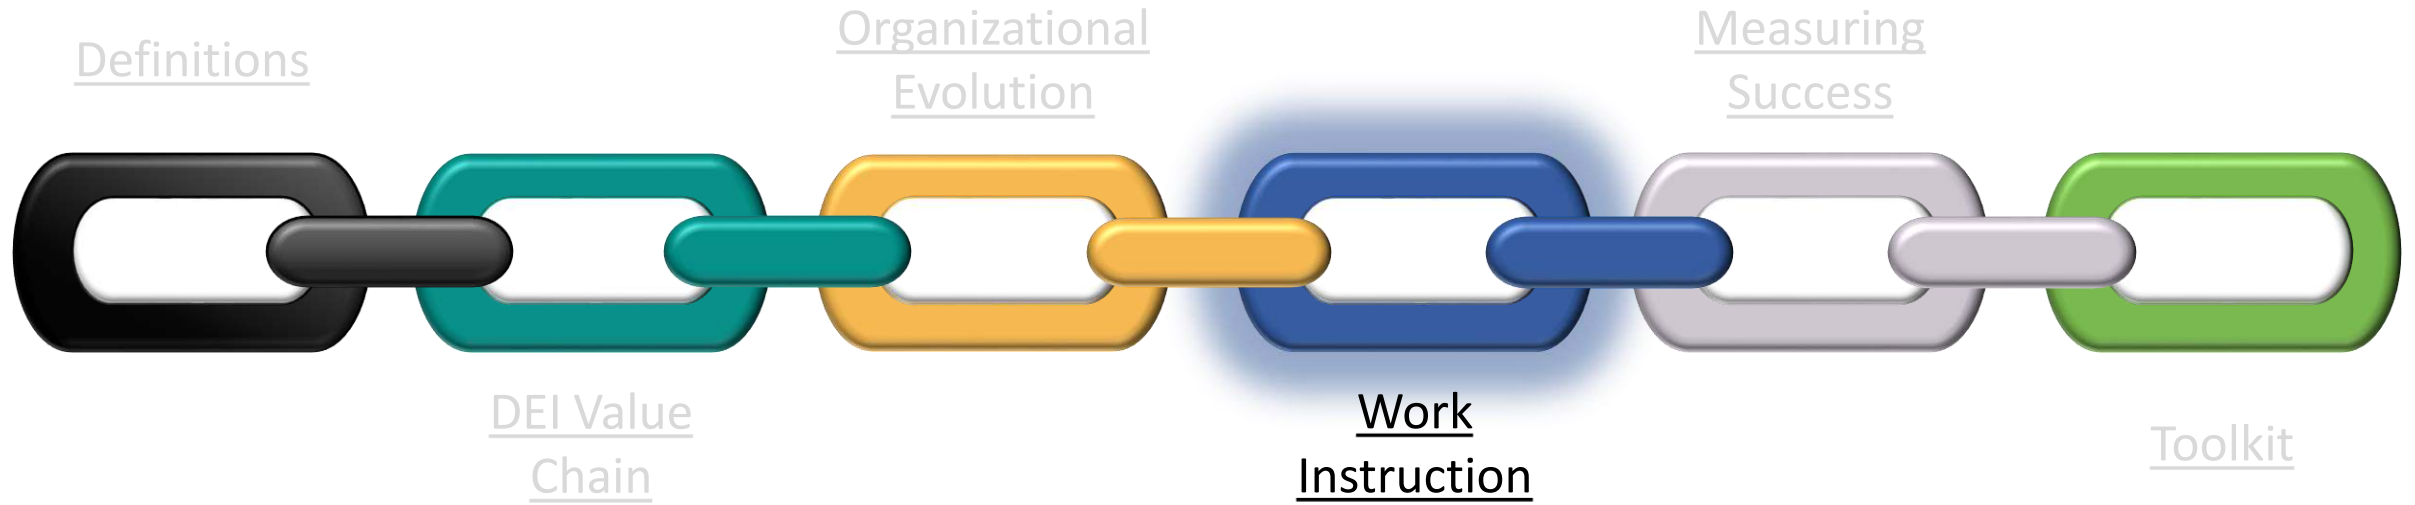 Definitions
DEI Value
Chain
Organizational
Evolution
Work
Instruction
Measuring
Success
Toolkit